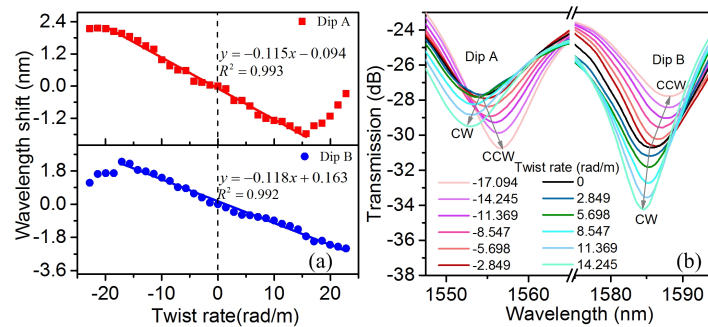 2.4
1.2
0.0
-1.2
Dip A
y = −0.115x − 0.094
R² = 0.993
1.8
0.0
-1.8
-3.6
Dip B
y = −0.118x + 0.163
R² = 0.992
(a)
-20
-10
0
10
20
Wavelength shift (nm)
Twist rate(rad/m)
-24
-26
-28
-30
-32
-34
-36
-38
Transmission (dB)
Dip A
CW
CCW
Dip B
CCW
CW
Twist rate (rad/m)
-17.094
-14.245
-11.369
-8.547
-5.698
-2.849
0
2.849
5.698
8.547
11.369
14.245
(b)
1540
1560
1580
1590
Wavelength (nm)